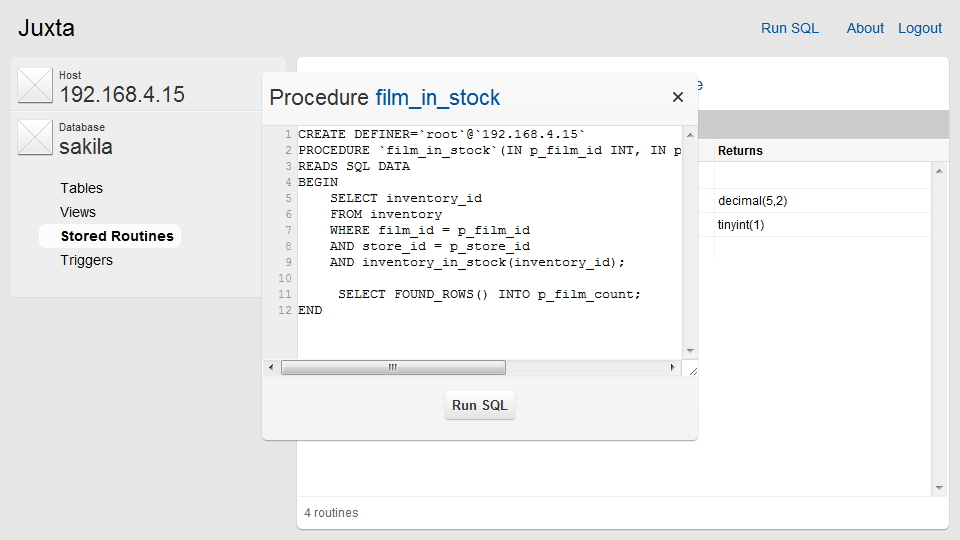 Juxta
Run SQL About Logout
Host
192.168.4.15
Database
sakila
Tables
Views
Stored Routines
Triggers
Procedure film_in_stock ×
1 CREATE DEFINER=`root`@`192.168.4.15`
2 PROCEDURE `film_in_stock`(IN p_film_id INT, IN p
3 READS SQL DATA
4 BEGIN
5 SELECT inventory_id
6 FROM inventory
7 WHERE film_id = p_film_id
8 AND store_id = p_store_id
9 AND inventory_in_stock(inventory_id);
10
11 SELECT FOUND_ROWS() INTO p_film_count;
12 END
Run SQL
Returns
decimal(5,2)
tinyint(1)
4 routines